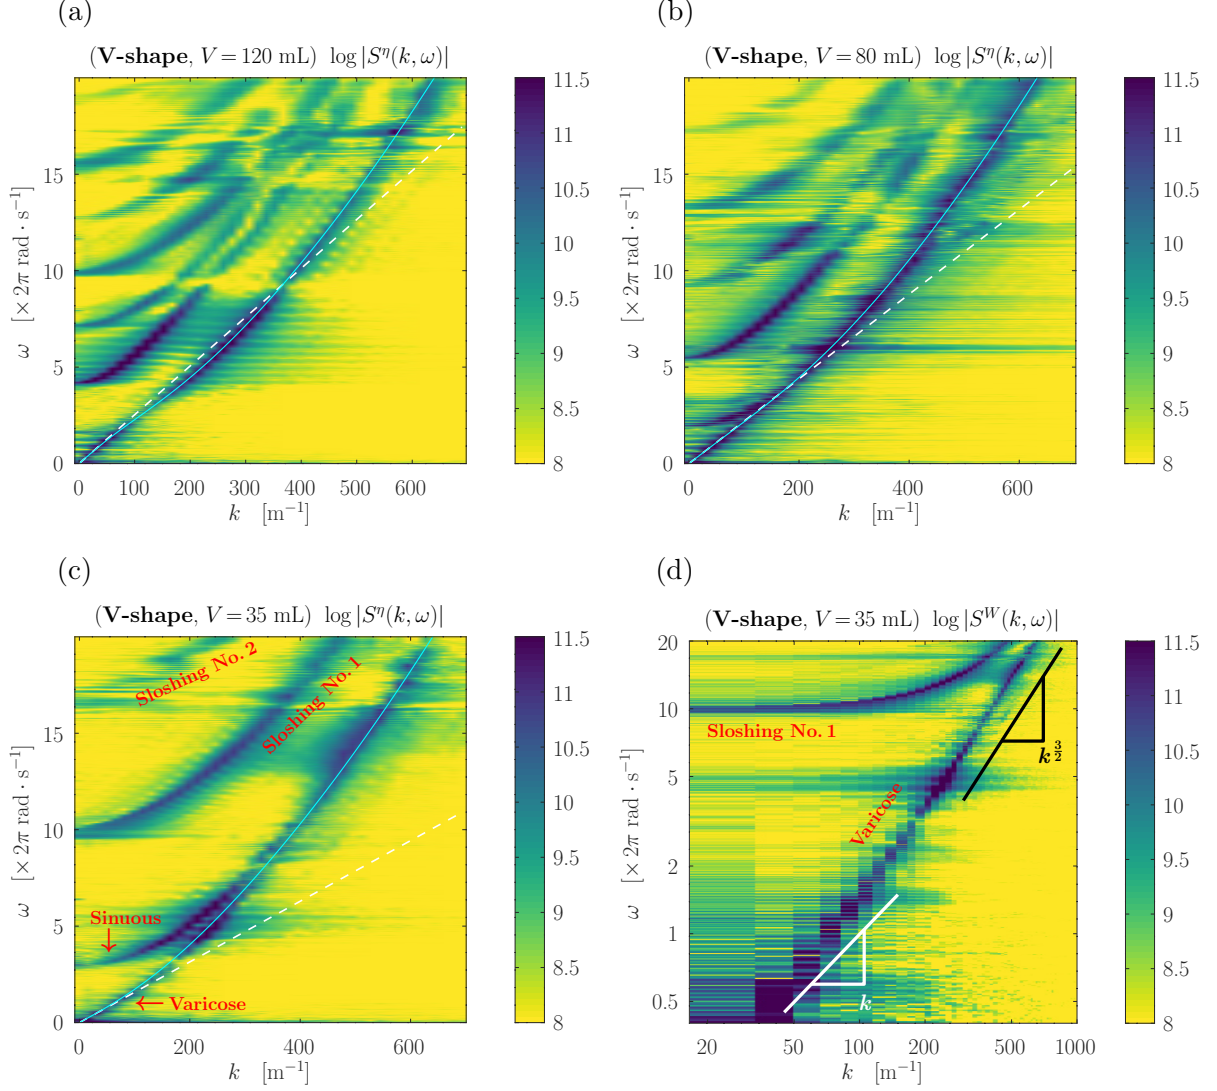 (a)
(V-shape, V = 120 mL) log |S^η(k, ω)|
11.5
11
10.5
10
9.5
9
8.5
8
15
10
5
0
ω [× 2π rad · s⁻¹]
0 100 200 300 400 500 600
k [m⁻¹]
(b)
(V-shape, V = 80 mL) log |S^η(k, ω)|
11.5
11
10.5
10
9.5
9
8.5
8
15
10
5
0
ω [× 2π rad · s⁻¹]
0 200 400 600
k [m⁻¹]
(c)
(V-shape, V = 35 mL) log |S^η(k, ω)|
11.5
11
10.5
10
9.5
9
8.5
8
15
10
5
0
ω [× 2π rad · s⁻¹]
Sloshing No. 2
Sloshing No. 1
Sinuous
Varicose
0 200 400 600
k [m⁻¹]
(d)
(V-shape, V = 35 mL) log |S^W(k, ω)|
11.5
11
10.5
10
9.5
9
8.5
8
20
10
5
2
1
0.5
ω [× 2π rad · s⁻¹]
Sloshing No. 1
Varicose
k^{3/2}
k
20 50 100 200 500 1000
k [m⁻¹]